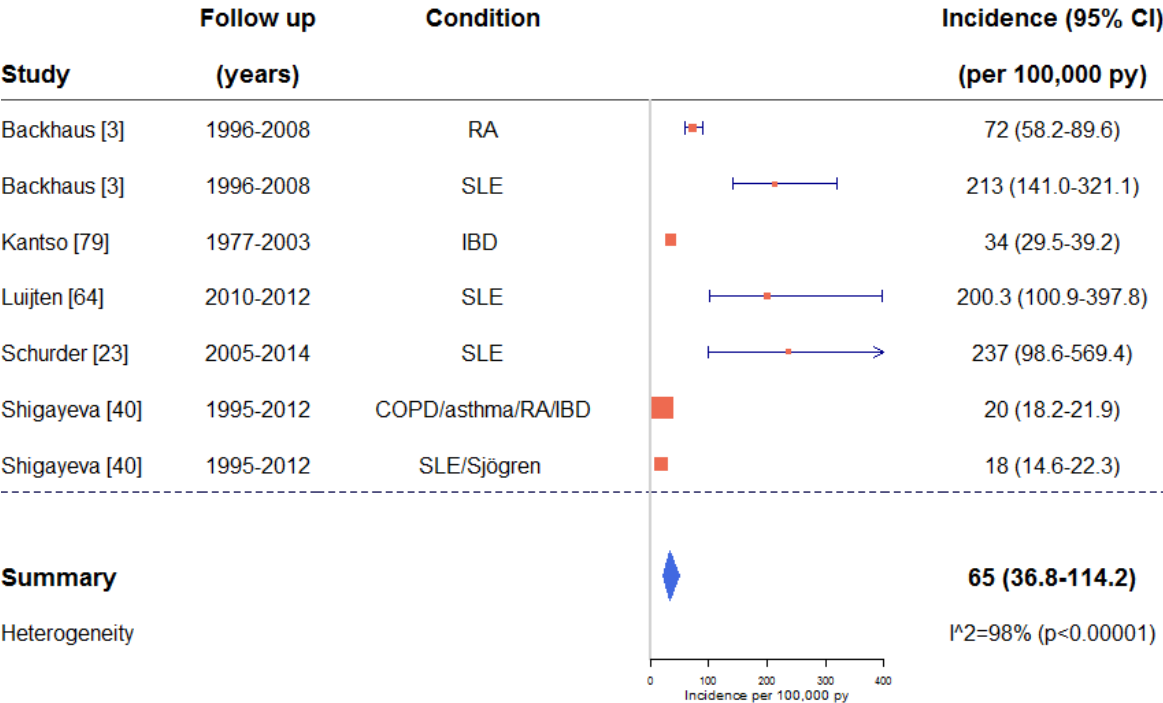 Follow up Condition Incidence (95% CI)
Study (years) (per 100,000 py)
Backhaus [3] 1996-2008 RA 72 (58.2-89.6)
Backhaus [3] 1996-2008 SLE 213 (141.0-321.1)
Kantso [79] 1977-2003 IBD 34 (29.5-39.2)
Luijten [64] 2010-2012 SLE 200.3 (100.9-397.8)
Schurder [23] 2005-2014 SLE 237 (98.6-569.4)
Shigayeva [40] 1995-2012 COPD/asthma/RA/IBD 20 (18.2-21.9)
Shigayeva [40] 1995-2012 SLE/Sjögren 18 (14.6-22.3)
Summary 65 (36.8-114.2)
Heterogeneity I^2=98% (p<0.00001)
0 100 200 300 400
Incidence per 100,000 py